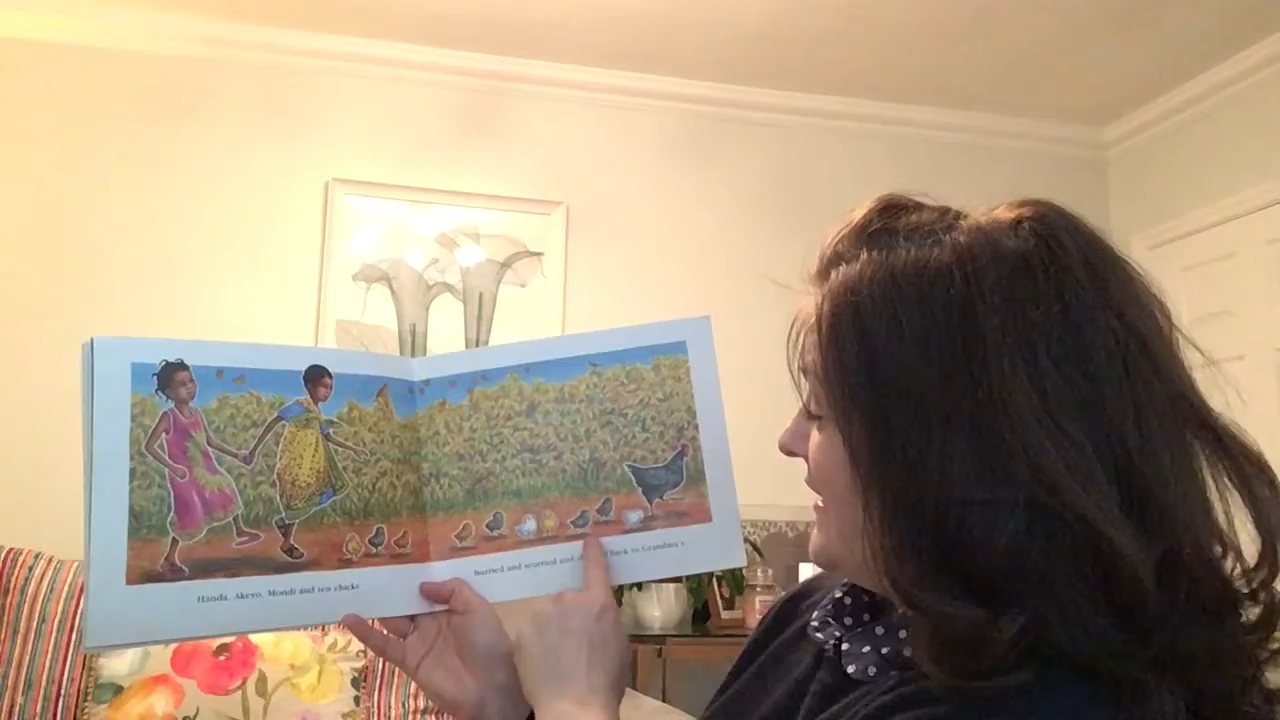 Handa, Akeyo, Mondi and ten chicks
hurried and scurried and back to Grandma's